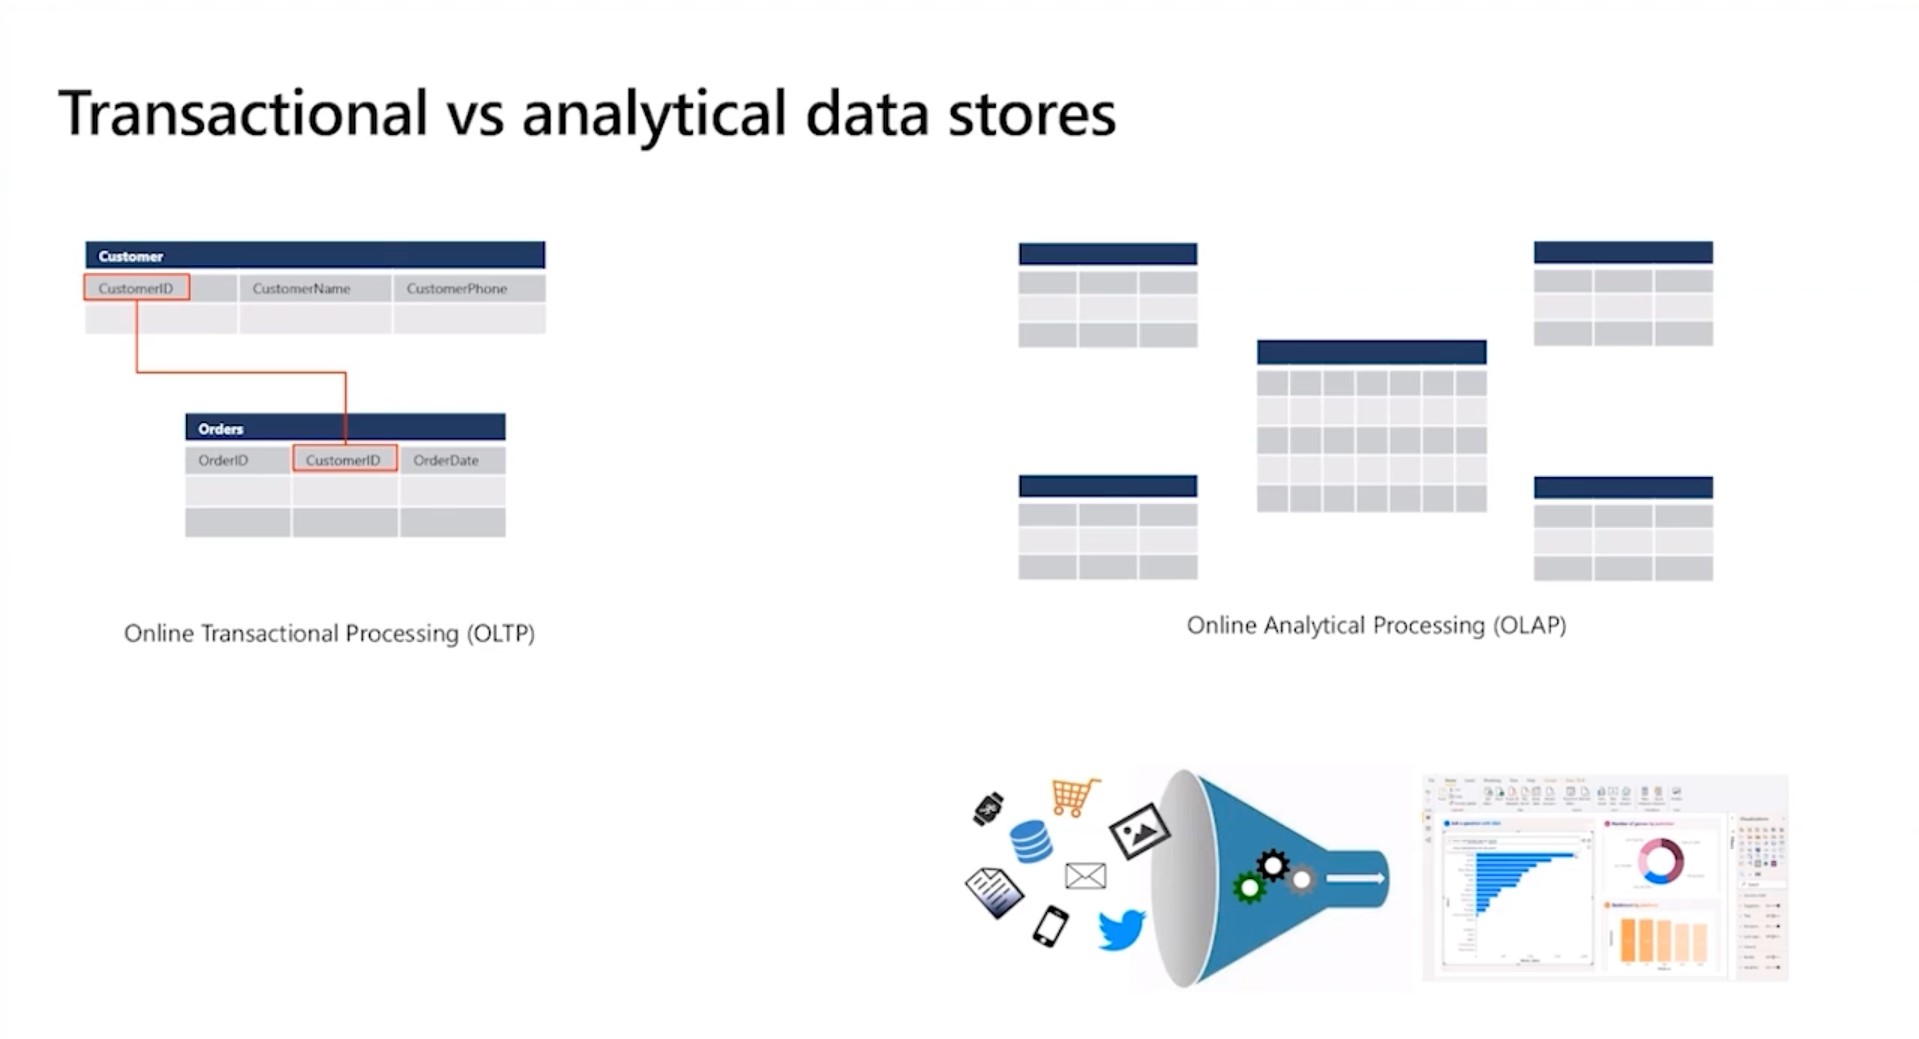 Transactional vs analytical data stores
Customer
CustomerID CustomerName CustomerPhone
Orders
OrderID CustomerID OrderDate
Online Transactional Processing (OLTP)
Online Analytical Processing (OLAP)